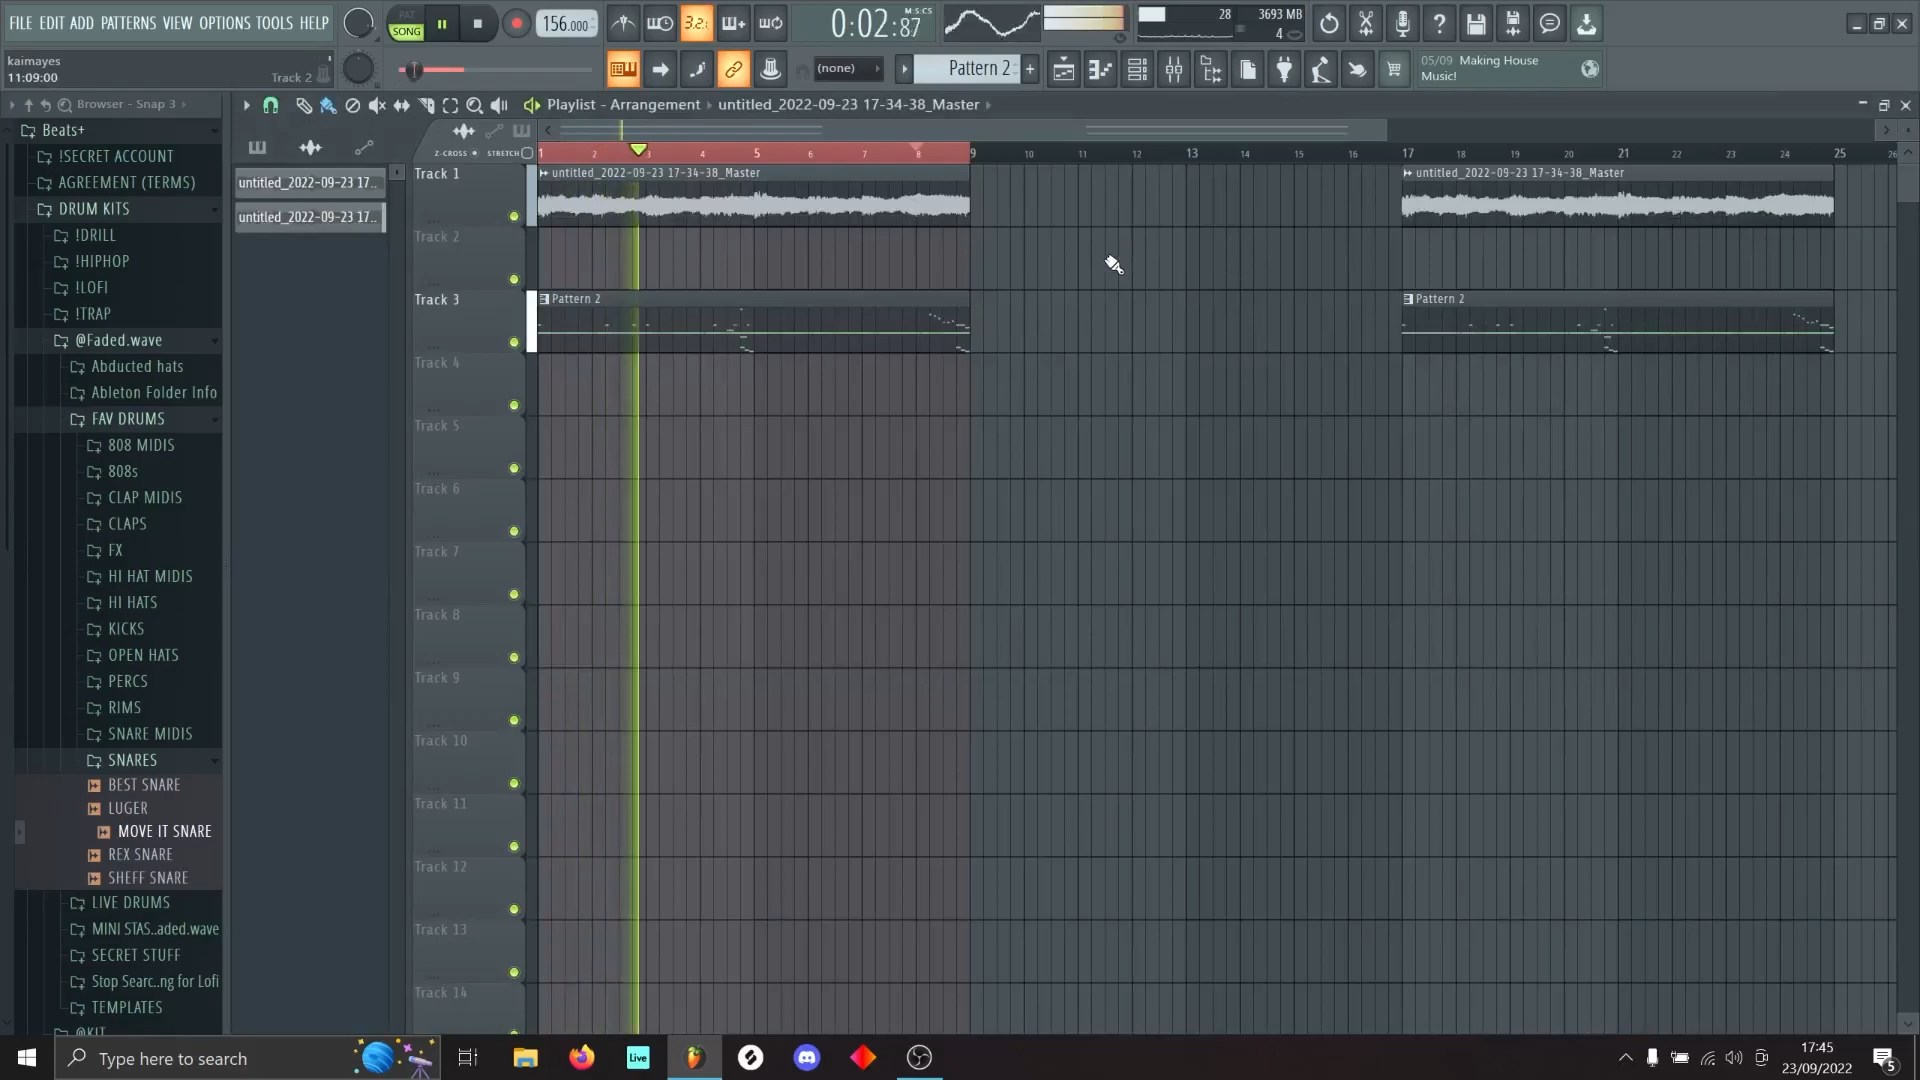 FILE EDIT ADD PATTERNS VIEW OPTIONS TOOLS HELP
PAT
SONG
156.000
3.2.
0:02:87
M:S:CS
28
3693 MB
4
kaimayes
11:09:00
Track 2
(none)
Pattern 2
+
05/09 Making House Music!
Browser - Snap 3
Playlist - Arrangement
untitled_2022-09-23 17-34-38_Master
Beats+
!SECRET ACCOUNT
AGREEMENT (TERMS)
DRUM KITS
!DRILL
!HIPHOP
!LOFI
!TRAP
@Faded.wave
Abducted hats
Ableton Folder Info
FAV DRUMS
808 MIDIS
808s
CLAP MIDIS
CLAPS
FX
HI HAT MIDIS
HI HATS
KICKS
OPEN HATS
PERCS
RIMS
SNARE MIDIS
SNARES
BEST SNARE
LUGER
MOVE IT SNARE
REX SNARE
SHEFF SNARE
LIVE DRUMS
MINI STAS..aded.wave
SECRET STUFF
Stop Searc..ng for Lofi
TEMPLATES
@KIT
untitled_2022-09-23 17..
untitled_2022-09-23 17..
Z-CROSS
STRETCH
1 2 3 4 5 6 7 8 9 10 11 12 13 14 15 16 17 18 19 20 21 22 23 24 25 26
Track 1
untitled_2022-09-23 17-34-38_Master
untitled_2022-09-23 17-34-38_Master
Track 2
Track 3
Pattern 2
Pattern 2
Track 4
Track 5
Track 6
Track 7
Track 8
Track 9
Track 10
Track 11
Track 12
Track 13
Track 14
Type here to search
Live
17:45
23/09/2022
5